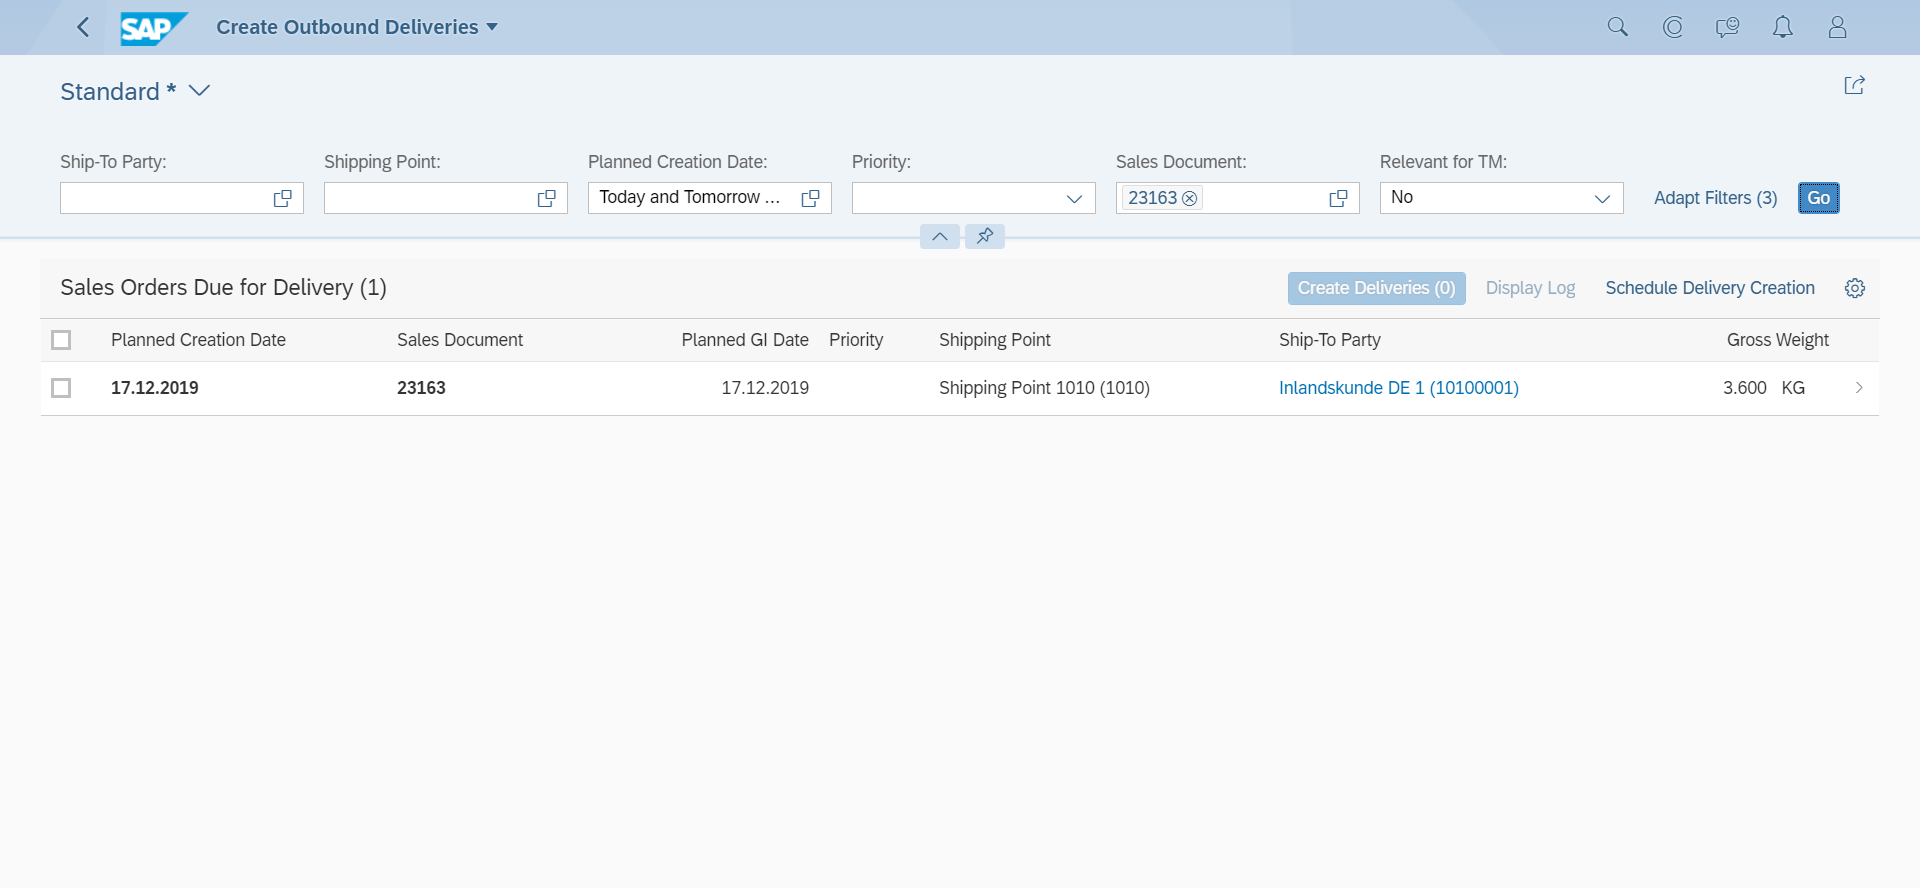 SAP Create Outbound Deliveries
Standard *
Ship-To Party: Shipping Point: Planned Creation Date: Priority: Sales Document: Relevant for TM:
Today and Tomorrow ... 23163 No Adapt Filters (3) Go
Sales Orders Due for Delivery (1) Create Deliveries (0) Display Log Schedule Delivery Creation
Planned Creation Date Sales Document Planned GI Date Priority Shipping Point Ship-To Party Gross Weight
17.12.2019 23163 17.12.2019 Shipping Point 1010 (1010) Inlandskunde DE 1 (10100001) 3.600 KG